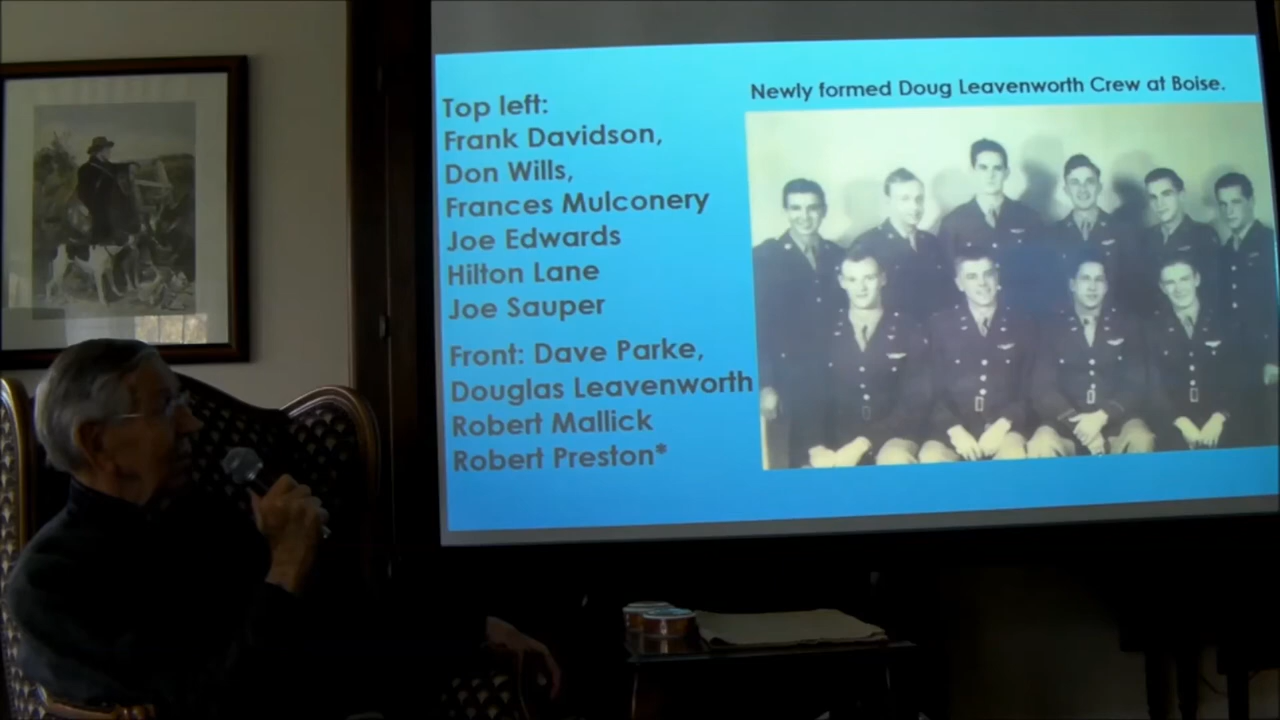 Top left:
Frank Davidson,
Don Wills,
Frances Mulconery
Joe Edwards
Hilton Lane
Joe Sauper
Front: Dave Parke,
Douglas Leavenworth
Robert Mallick
Robert Preston*
Newly formed Doug Leavenworth Crew at Boise.